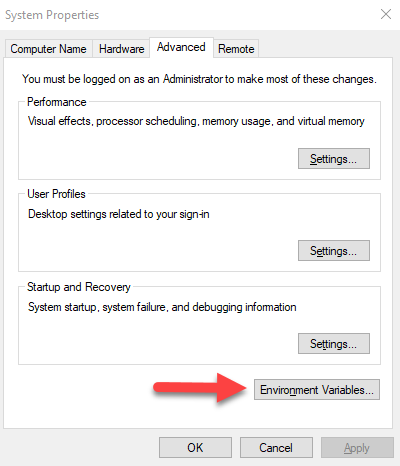 System Properties
Computer Name Hardware Advanced Remote
You must be logged on as an Administrator to make most of these changes.
Performance
Visual effects, processor scheduling, memory usage, and virtual memory
Settings...
User Profiles
Desktop settings related to your sign-in
Settings...
Startup and Recovery
System startup, system failure, and debugging information
Settings...
Environment Variables...
OK Cancel Apply